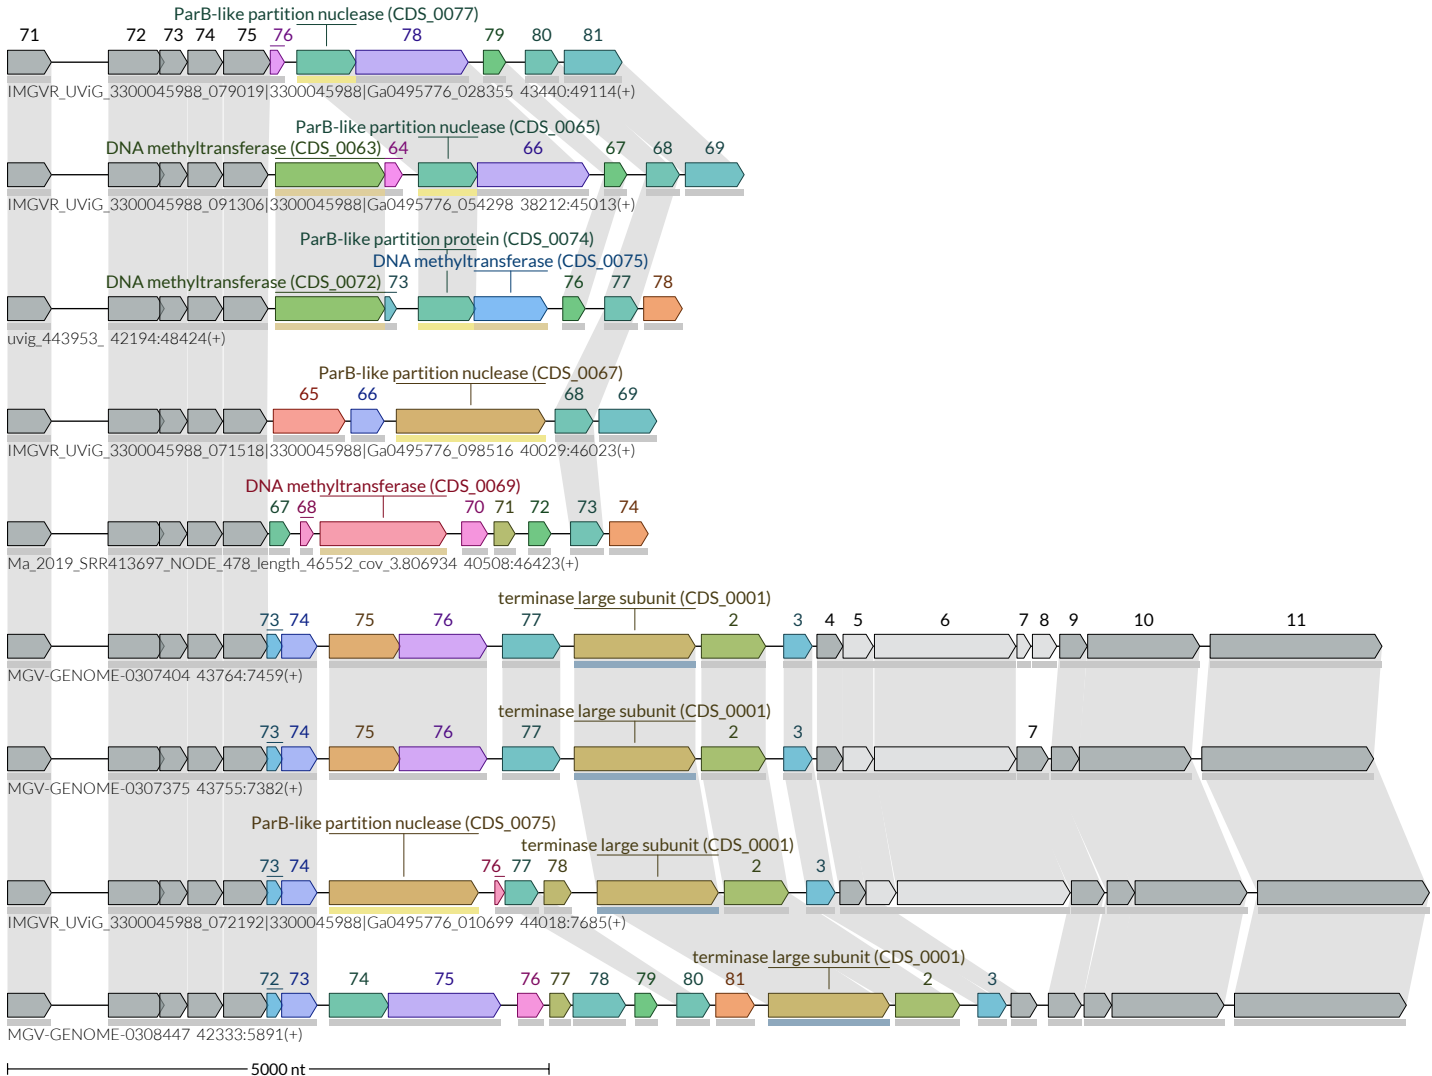 ParB-like partition nuclease (CDS_0077)
71 72 73 74 75 76 78 79 80 81
IMGVR_UViG_3300045988_079019|3300045988|Ga0495776_028355 43440:49114(+)
ParB-like partition nuclease (CDS_0065)
DNA methyltransferase (CDS_0063) 64 66 67 68 69
IMGVR_UViG_3300045988_091306|3300045988|Ga0495776_054298 38212:45013(+)
ParB-like partition protein (CDS_0074)
DNA methyltransferase (CDS_0075)
DNA methyltransferase (CDS_0072) 73 76 77 78
uvig_443953_ 42194:48424(+)
ParB-like partition nuclease (CDS_0067)
65 66 68 69
IMGVR_UViG_3300045988_071518|3300045988|Ga0495776_098516 40029:46023(+)
DNA methyltransferase (CDS_0069)
67 68 70 71 72 73 74
Ma_2019_SRR413697_NODE_478_length_46552_cov_3.806934 40508:46423(+)
terminase large subunit (CDS_0001)
73 74 75 76 77 2 3 4 5 6 7 8 9 10 11
MGV-GENOME-0307404 43764:7459(+)
terminase large subunit (CDS_0001)
73 74 75 76 77 2 3 7
MGV-GENOME-0307375 43755:7382(+)
ParB-like partition nuclease (CDS_0075)
terminase large subunit (CDS_0001)
73 74 76 77 78 2 3
IMGVR_UViG_3300045988_072192|3300045988|Ga0495776_010699 44018:7685(+)
terminase large subunit (CDS_0001)
72 73 74 75 76 77 78 79 80 81 2 3
MGV-GENOME-0308447 42333:5891(+)
5000 nt